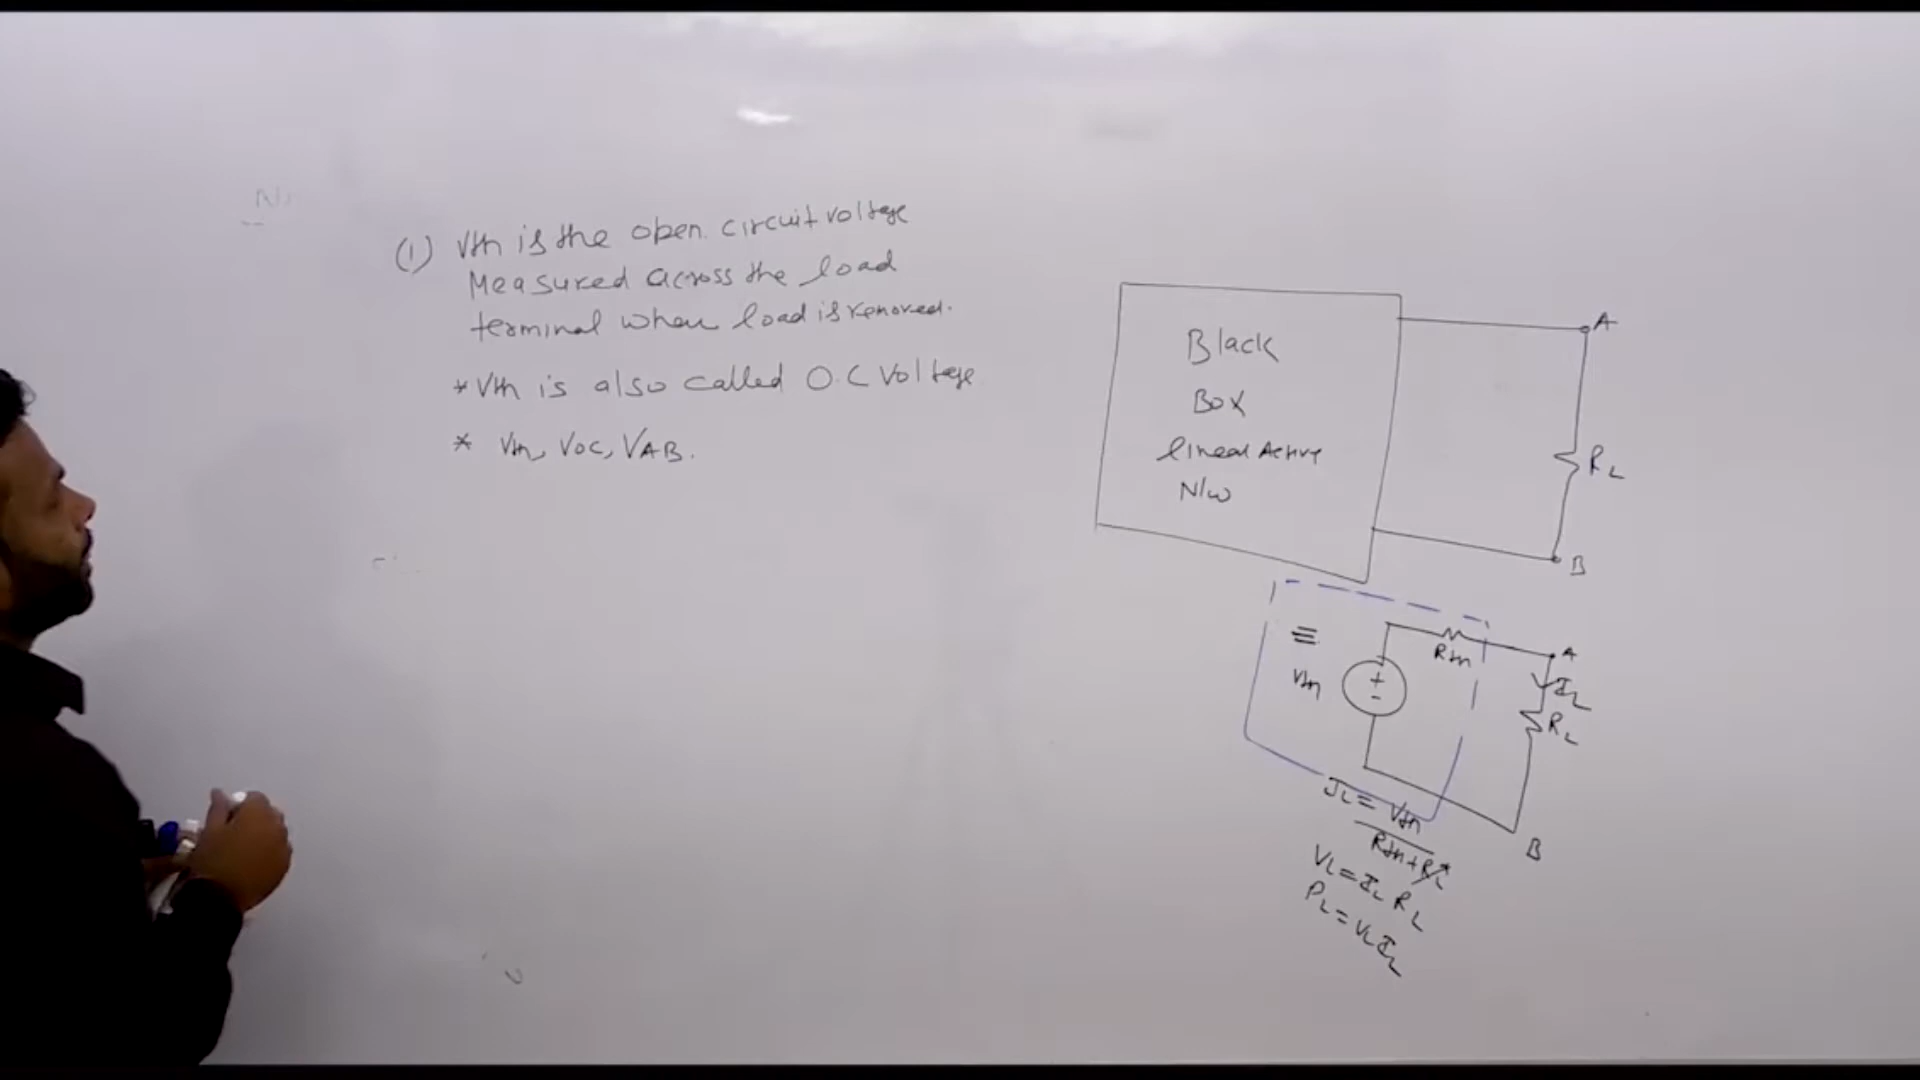 (1) Vth is the open circuit voltage
Measured across the load
terminal when load is removed.
* Vth is also called O.C Voltage
* Vth, VOC, VAB.
Black
Box
linear Active
N/w
A
RL
B
≡
Vth
+
-
Rth
A
IL
RL
B
IL = Vth
Rth+RL
VL = IL RL
PL = VL IL